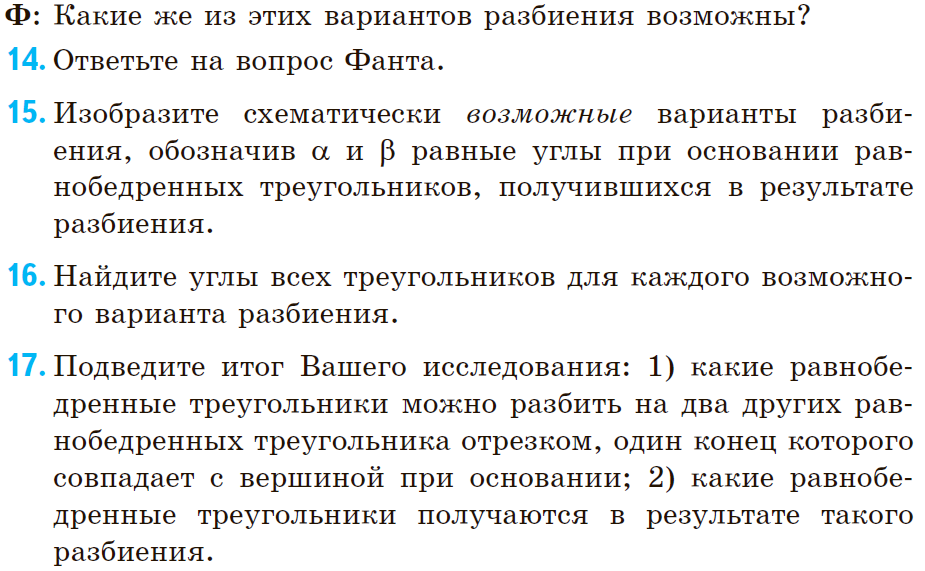 Ф: Какие же из этих вариантов разбиения возможны?
14. Ответьте на вопрос Фанта.
15. Изобразите схематически возможные варианты разби-
ения, обозначив α и β равные углы при основании рав-
нобедренных треугольников, получившихся в результате
разбиения.
16. Найдите углы всех треугольников для каждого возможно-
го варианта разбиения.
17. Подведите итог Вашего исследования: 1) какие равнобе-
дренные треугольники можно разбить на два других рав-
нобедренных треугольника отрезком, один конец которого
совпадает с вершиной при основании; 2) какие равнобе-
дренные треугольники получаются в результате такого
разбиения.